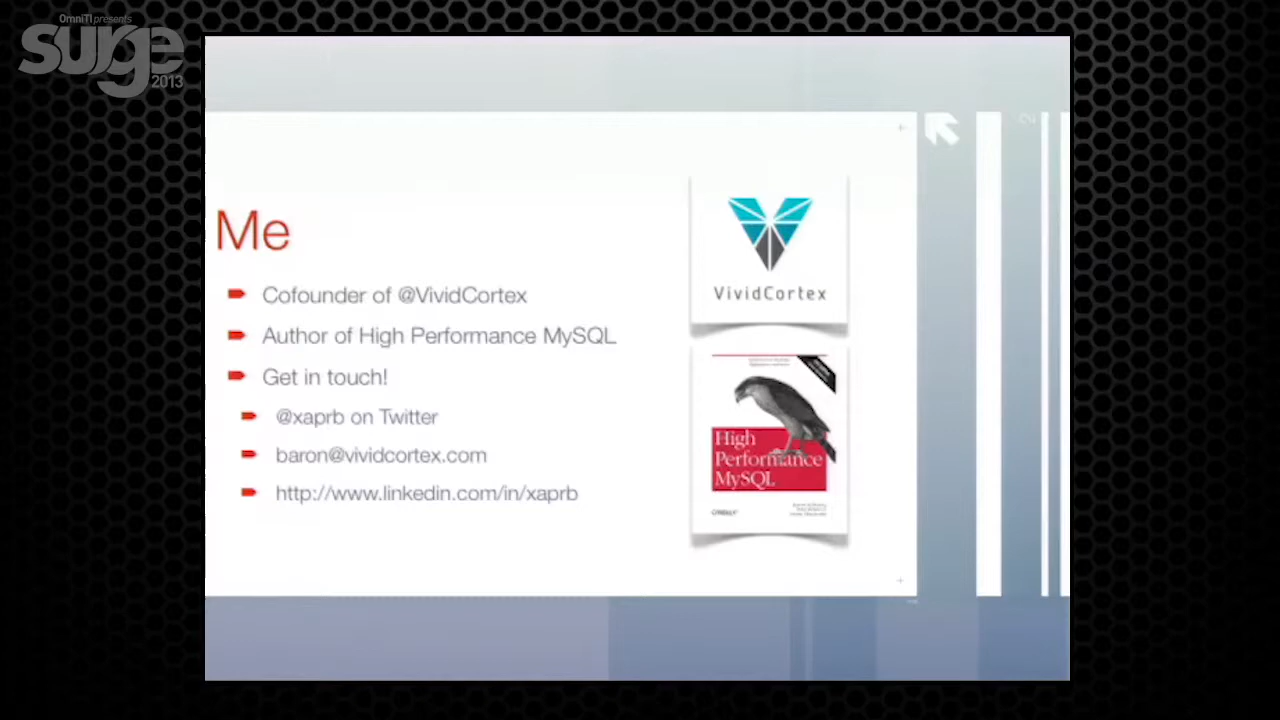 OmniTI presents
surge
2013
Me
Cofounder of @VividCortex
Author of High Performance MySQL
Get in touch!
@xaprb on Twitter
baron@vividcortex.com
http://www.linkedin.com/in/xaprb
VividCortex
High
Performance
MySQL
O'REILLY